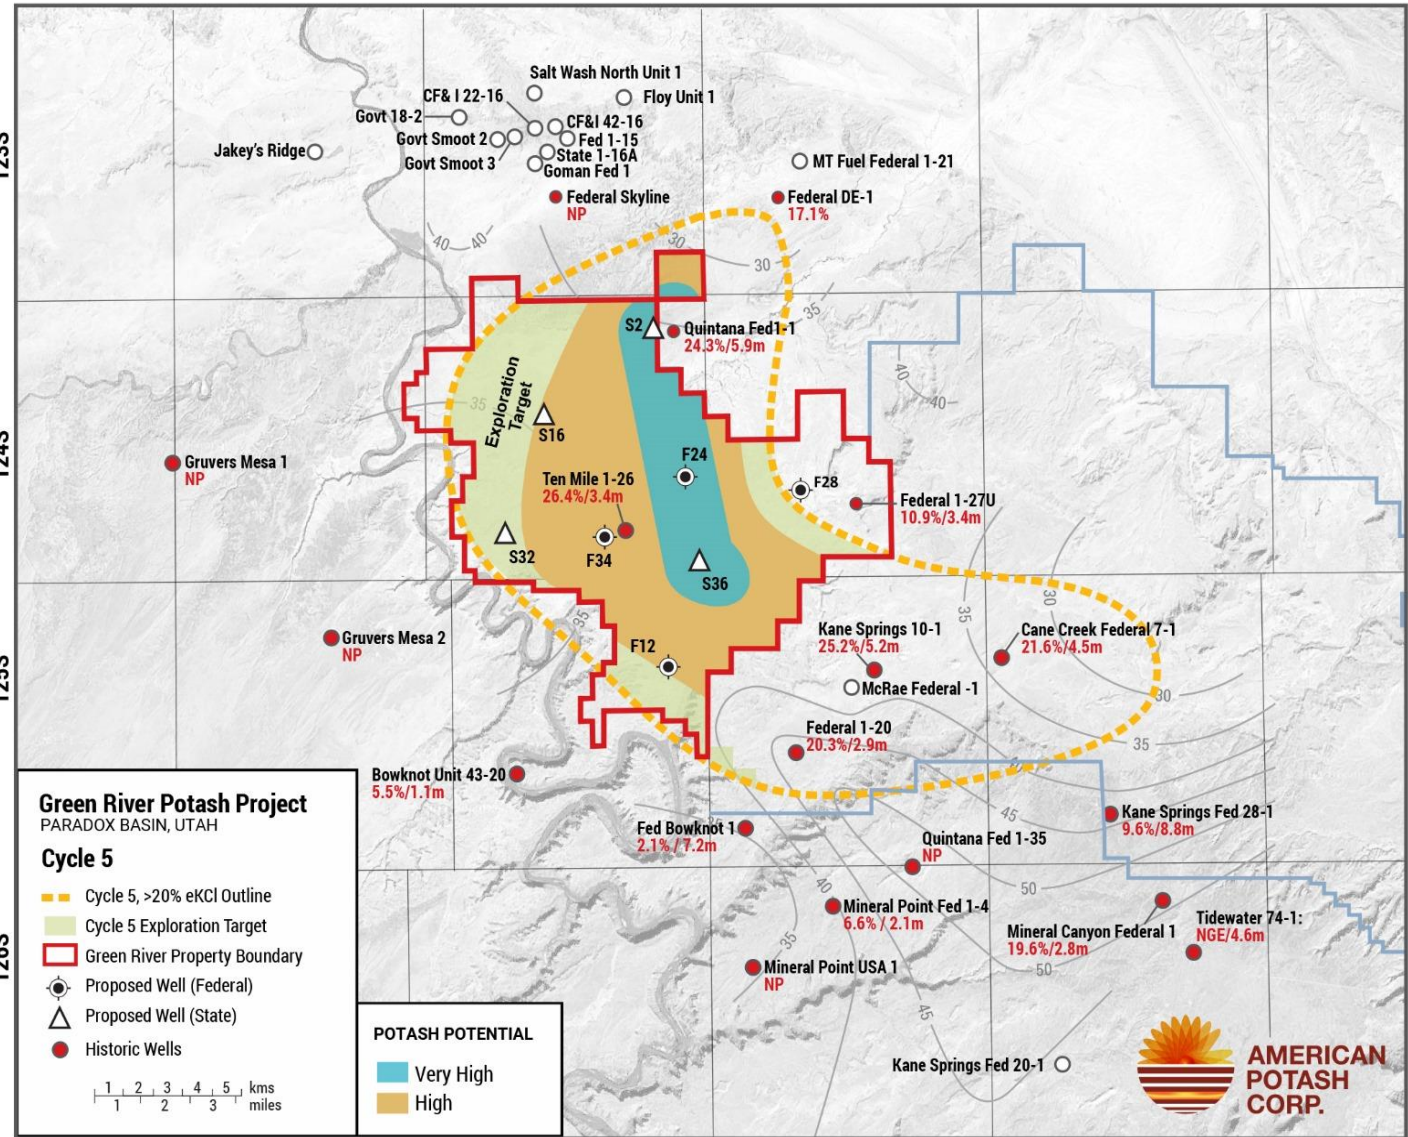 Salt Wash North Unit 1
CF& I 22-16
Floy Unit 1
Govt 18-2
CF&I 42-16
Govt Smoot 2
Fed 1-15
Jakey's Ridge
State 1-16A
Govt Smoot 3
Goman Fed 1
MT Fuel Federal 1-21
Federal Skyline
NP
Federal DE-1
17.1%
40
40
30
30
35
S2
Quintana Fed1-1
24.3%/5.9m
40
40
35
Exploration
Target
S16
F24
Gruvers Mesa 1
NP
Ten Mile 1-26
26.4%/3.4m
F28
Federal 1-27U
10.9%/3.4m
S32
F34
S36
35
35
30
Gruvers Mesa 2
NP
F12
Kane Springs 10-1
25.2%/5.2m
Cane Creek Federal 7-1
21.6%/4.5m
McRae Federal -1
30
Federal 1-20
20.3%/2.9m
35
40
Bowknot Unit 43-20
5.5%/1.1m
45
Fed Bowknot 1
2.1% / 7.2m
35
Kane Springs Fed 28-1
9.6%/8.8m
Quintana Fed 1-35
NP
50
40
Mineral Point Fed 1-4
6.6% / 2.1m
35
Mineral Canyon Federal 1
19.6%/2.8m
Tidewater 74-1:
NGE/4.6m
Mineral Point USA 1
NP
50
45
Kane Springs Fed 20-1
Green River Potash Project
PARADOX BASIN, UTAH
Cycle 5
Cycle 5, >20% eKCl Outline
Cycle 5 Exploration Target
Green River Property Boundary
Proposed Well (Federal)
Proposed Well (State)
Historic Wells
1 2 3 4 5 kms
1 2 3 miles
POTASH POTENTIAL
Very High
High
AMERICAN
POTASH
CORP.